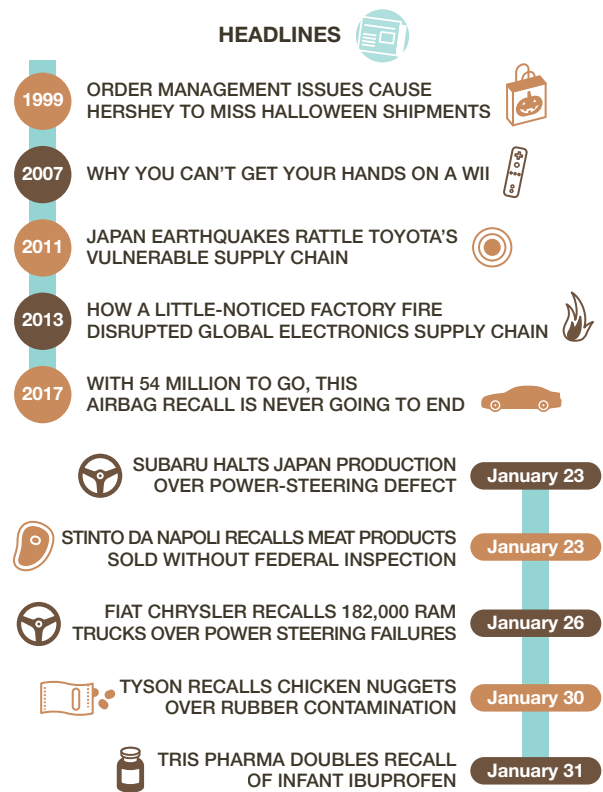 HEADLINES
1999
ORDER MANAGEMENT ISSUES CAUSE
HERSHEY TO MISS HALLOWEEN SHIPMENTS
2007
WHY YOU CAN'T GET YOUR HANDS ON A WII
2011
JAPAN EARTHQUAKES RATTLE TOYOTA'S
VULNERABLE SUPPLY CHAIN
2013
HOW A LITTLE-NOTICED FACTORY FIRE
DISRUPTED GLOBAL ELECTRONICS SUPPLY CHAIN
2017
WITH 54 MILLION TO GO, THIS
AIRBAG RECALL IS NEVER GOING TO END
SUBARU HALTS JAPAN PRODUCTION
OVER POWER-STEERING DEFECT
January 23
STINTO DA NAPOLI RECALLS MEAT PRODUCTS
SOLD WITHOUT FEDERAL INSPECTION
January 23
FIAT CHRYSLER RECALLS 182,000 RAM
TRUCKS OVER POWER STEERING FAILURES
January 26
TYSON RECALLS CHICKEN NUGGETS
OVER RUBBER CONTAMINATION
January 30
TRIS PHARMA DOUBLES RECALL
OF INFANT IBUPROFEN
January 31